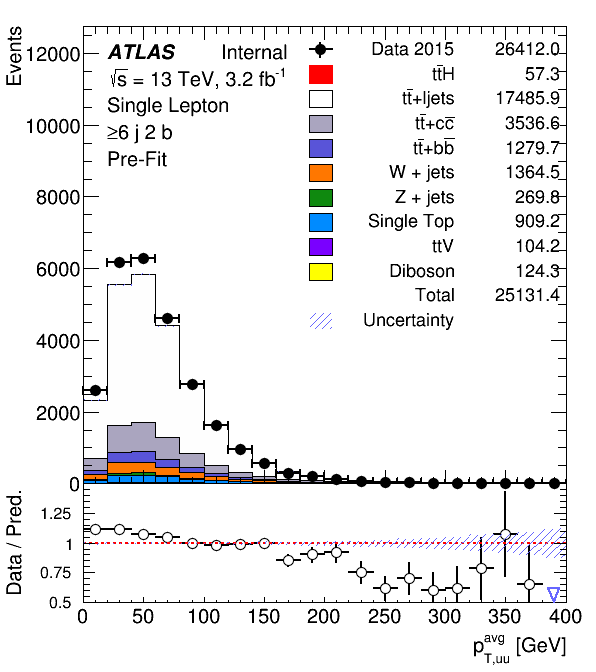 Events
12000
10000
8000
6000
4000
2000
0
ATLAS Internal
√s = 13 TeV, 3.2 fb⁻¹
Single Lepton
≥6 j 2 b
Pre-Fit
Data 2015 26412.0
tt̄H 57.3
tt̄+ljets 17485.9
tt̄+cc̄ 3536.6
tt̄+bb̄ 1279.7
W + jets 1364.5
Z + jets 269.8
Single Top 909.2
ttV 104.2
Diboson 124.3
Total 25131.4
Uncertainty
Data / Pred.
1.25
1
0.75
0.5
0 50 100 150 200 250 300 350 400
p_{T,uu}^{avg} [GeV]